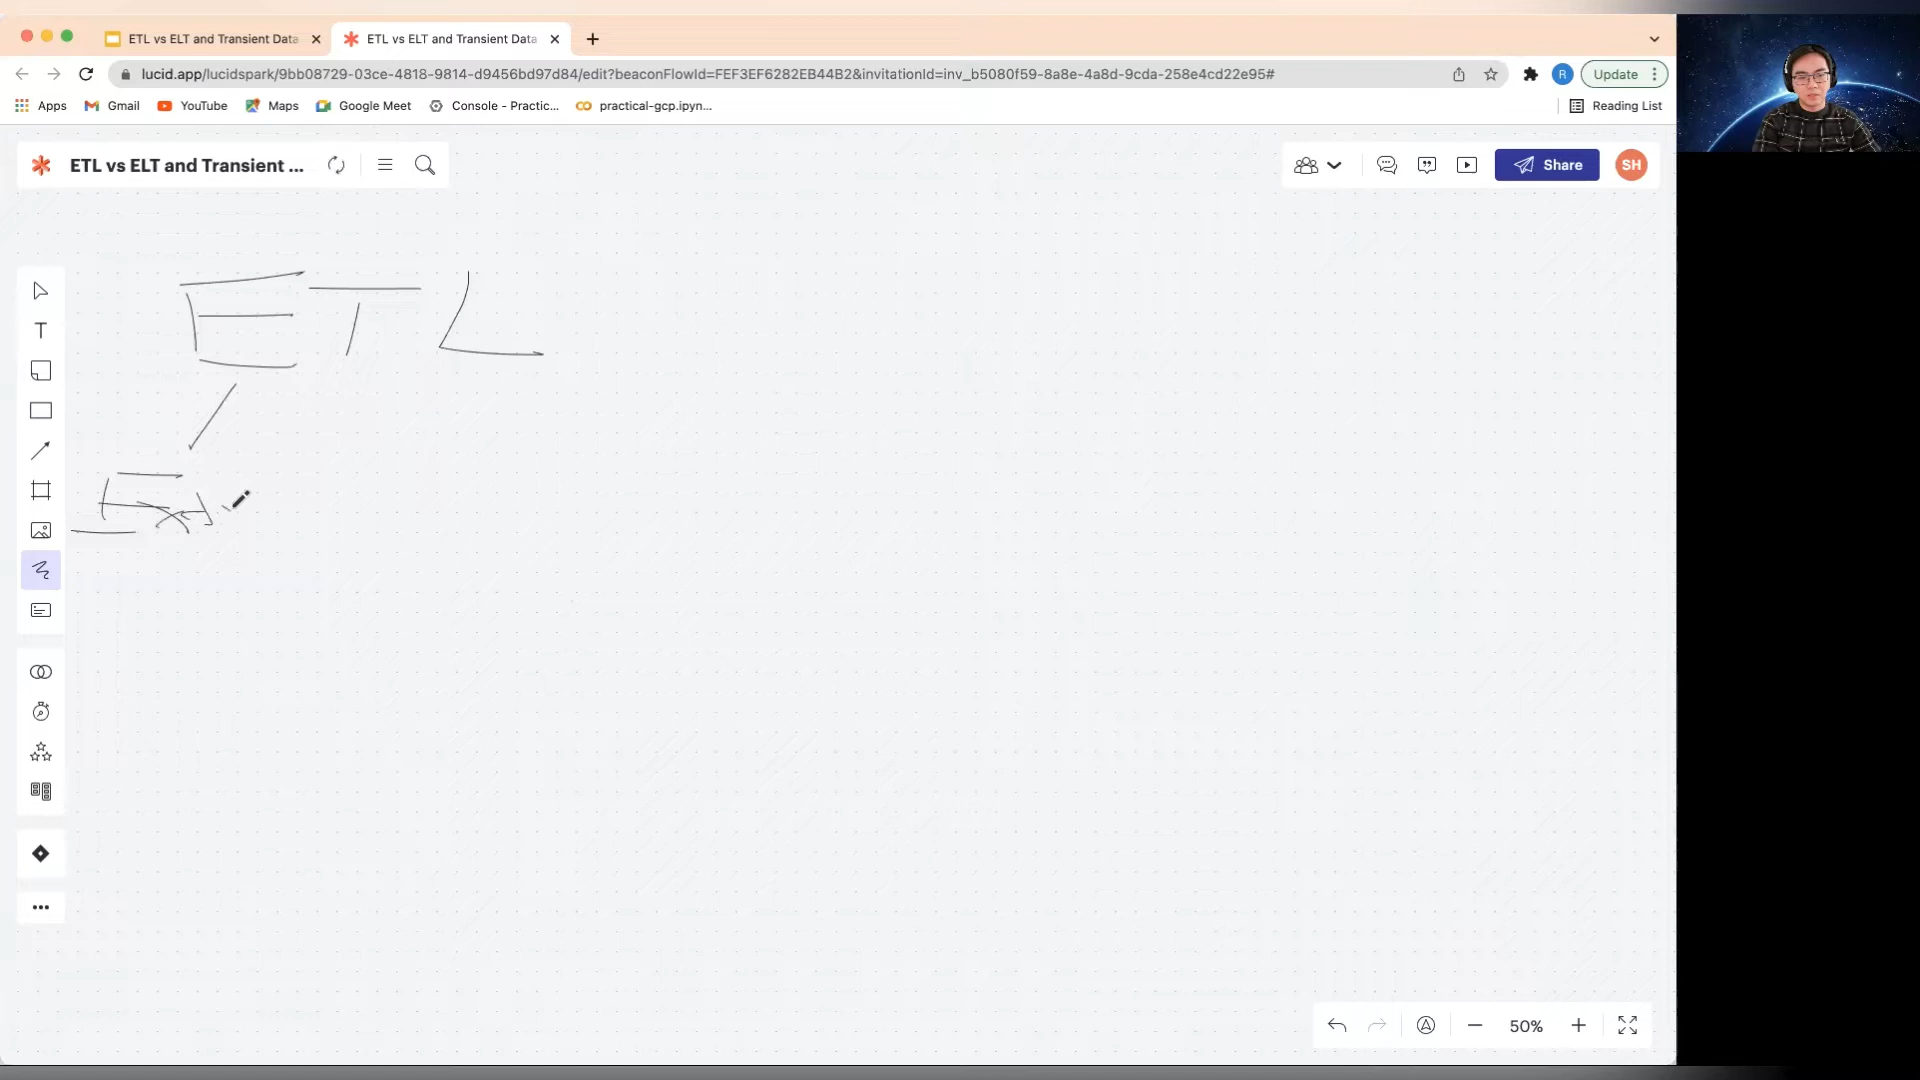 ETL vs ELT and Transient Data
ETL vs ELT and Transient Data
lucid.app/lucidspark/9bb08729-03ce-4818-9814-d9456bd97d84/edit?beaconFlowId=FEF3EF6282EB44B2&invitationId=inv_b5080f59-8a8e-4a8d-9cda-258e4cd22e95#
R
Update
Apps
Gmail
YouTube
Maps
Google Meet
Console - Practic...
practical-gcp.ipyn...
Reading List
ETL vs ELT and Transient ...
Share
SH
T
ETL
50%